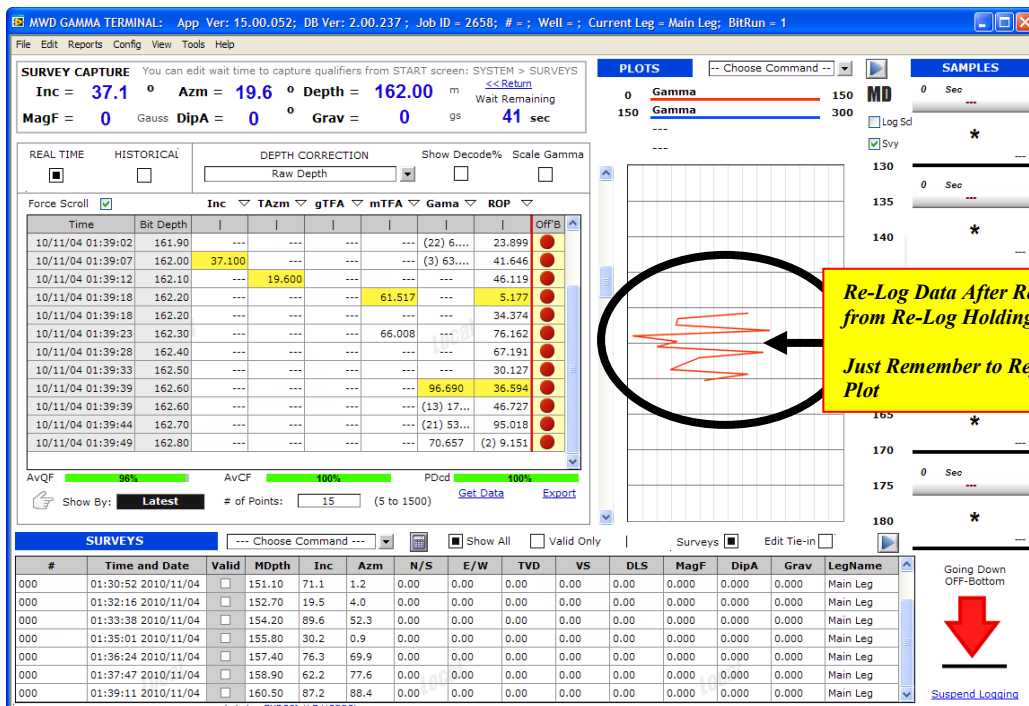 MWD GAMMA TERMINAL: App Ver: 15.00.052; DB Ver: 2.00.237 ; Job ID = 2658; # = ; Well = ; Current Leg = Main Leg; BitRun = 1
File Edit Reports Config View Tools Help
SURVEY CAPTURE You can edit wait time to capture qualifiers from START screen: SYSTEM > SURVEYS
Inc = 37.1 o Azm = 19.6 o Depth = 162.00 m
<< Return
Wait Remaining
41 sec
MagF = 0 Gauss DipA = 0 o Grav = 0 gs
REAL TIME HISTORICAL DEPTH CORRECTION Show Decode% Scale Gamma
Raw Depth
Force Scroll Inc TAzm gTFA mTFA Gama ROP
Time Bit Depth | | | | | | Off'B
10/11/04 01:39:02 161.90 --- --- --- --- (22) 6.... 23.899
10/11/04 01:39:07 162.00 37.100 --- --- --- (3) 63.... 41.646
10/11/04 01:39:12 162.10 --- 19.600 --- --- --- 46.119
10/11/04 01:39:18 162.20 --- --- --- 61.517 --- 5.177
10/11/04 01:39:18 162.20 --- --- --- --- --- 34.374
10/11/04 01:39:23 162.30 --- --- --- 66.008 --- 76.162
10/11/04 01:39:28 162.40 --- --- --- --- --- 67.191
10/11/04 01:39:33 162.50 --- --- --- --- --- 30.127
10/11/04 01:39:39 162.60 --- --- --- --- 96.690 36.594
10/11/04 01:39:39 162.60 --- --- --- --- (13) 17... 46.727
10/11/04 01:39:44 162.70 --- --- --- --- (21) 53... 95.018
10/11/04 01:39:49 162.80 --- --- --- --- 70.657 (2) 9.151
Local
AvQF 96% AvCF 100% PDcd 100%
Show By: Latest # of Points: 15 (5 to 1500) Get Data Export
PLOTS -- Choose Command --
0 Gamma 150 MD
150 Gamma 300
---
---
Log Scl
Svy
130
135
140
Re-Log Data After Re
from Re-Log Holding
Just Remember to Re
Plot
165
170
175
180
SAMPLES
0 Sec
---
*
---
0 Sec
---
*
---
*
---
0 Sec
---
*
---
SURVEYS --- Choose Command --- Show All Valid Only | Surveys Edit Tie-in
# Time and Date Valid MDpth Inc Azm N/S E/W TVD VS DLS MagF DipA Grav LegName
000 01:30:52 2010/11/04 151.10 71.1 1.2 0.00 0.00 0.00 0.00 0.00 0.000 0.000 0.000 Main Leg
000 01:32:16 2010/11/04 152.70 19.5 4.0 0.00 0.00 0.00 0.00 0.00 0.000 0.000 0.000 Main Leg
000 01:33:38 2010/11/04 154.20 89.6 52.3 0.00 0.00 0.00 0.00 0.00 0.000 0.000 0.000 Main Leg
000 01:35:01 2010/11/04 155.80 30.2 0.9 0.00 0.00 0.00 0.00 0.00 0.000 0.000 0.000 Main Leg
000 01:36:24 2010/11/04 157.40 76.3 69.9 0.00 0.00 0.00 0.00 0.00 0.000 0.000 0.000 Main Leg
000 01:37:47 2010/11/04 158.90 62.2 77.6 0.00 0.00 0.00 0.00 0.00 0.000 0.000 0.000 Main Leg
000 01:39:11 2010/11/04 160.50 87.2 88.4 0.00 0.00 0.00 0.00 0.00 0.000 0.000 0.000 Main Leg
Local Local
Going Down
OFF-Bottom
Suspend Logging